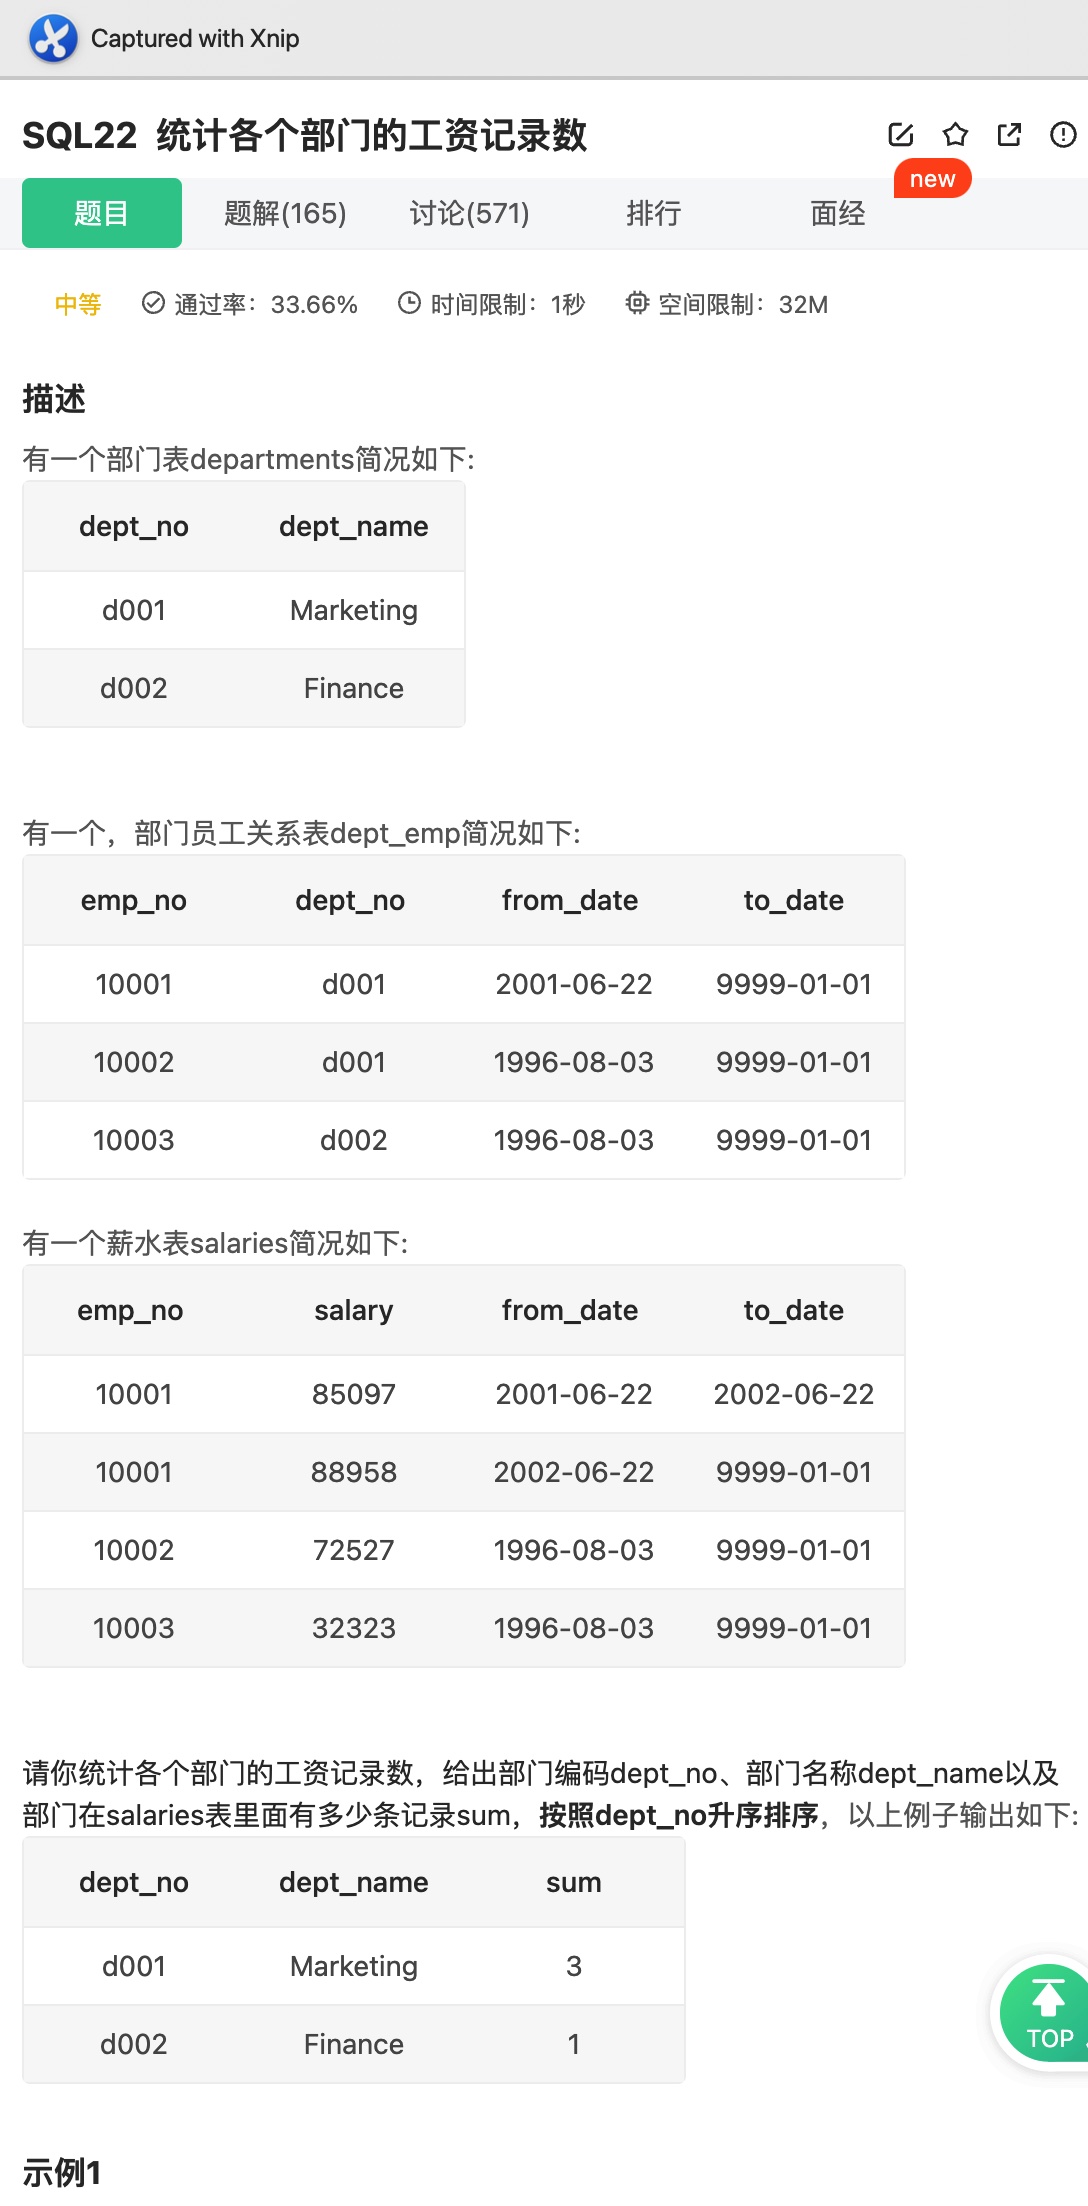 Captured with Xnip
SQL22 统计各个部门的工资记录数
new
题目 题解(165) 讨论(571) 排行 面经
中等 通过率：33.66% 时间限制：1秒 空间限制：32M
描述
有一个部门表departments简况如下:
dept_no dept_name
d001 Marketing
d002 Finance
有一个，部门员工关系表dept_emp简况如下:
emp_no dept_no from_date to_date
10001 d001 2001-06-22 9999-01-01
10002 d001 1996-08-03 9999-01-01
10003 d002 1996-08-03 9999-01-01
有一个薪水表salaries简况如下:
emp_no salary from_date to_date
10001 85097 2001-06-22 2002-06-22
10001 88958 2002-06-22 9999-01-01
10002 72527 1996-08-03 9999-01-01
10003 32323 1996-08-03 9999-01-01
请你统计各个部门的工资记录数，给出部门编码dept_no、部门名称dept_name以及
部门在salaries表里面有多少条记录sum，按照dept_no升序排序，以上例子输出如下:
dept_no dept_name sum
d001 Marketing 3
d002 Finance 1
TOP
示例1